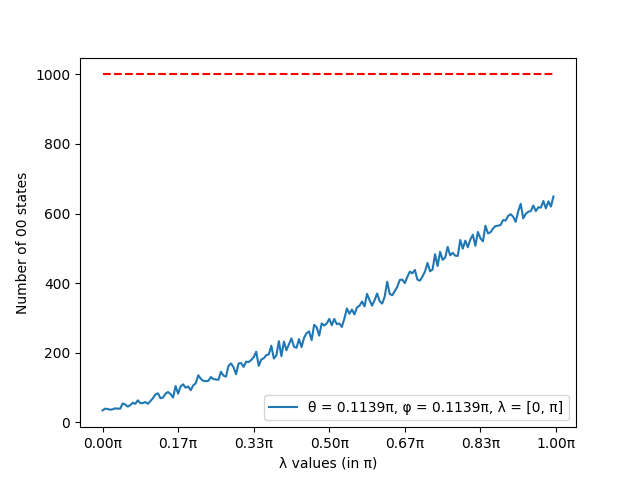 1000
800
600
400
200
0
Number of 00 states
θ = 0.1139π, φ = 0.1139π, λ = [0, π]
0.00π 0.17π 0.33π 0.50π 0.67π 0.83π 1.00π
λ values (in π)